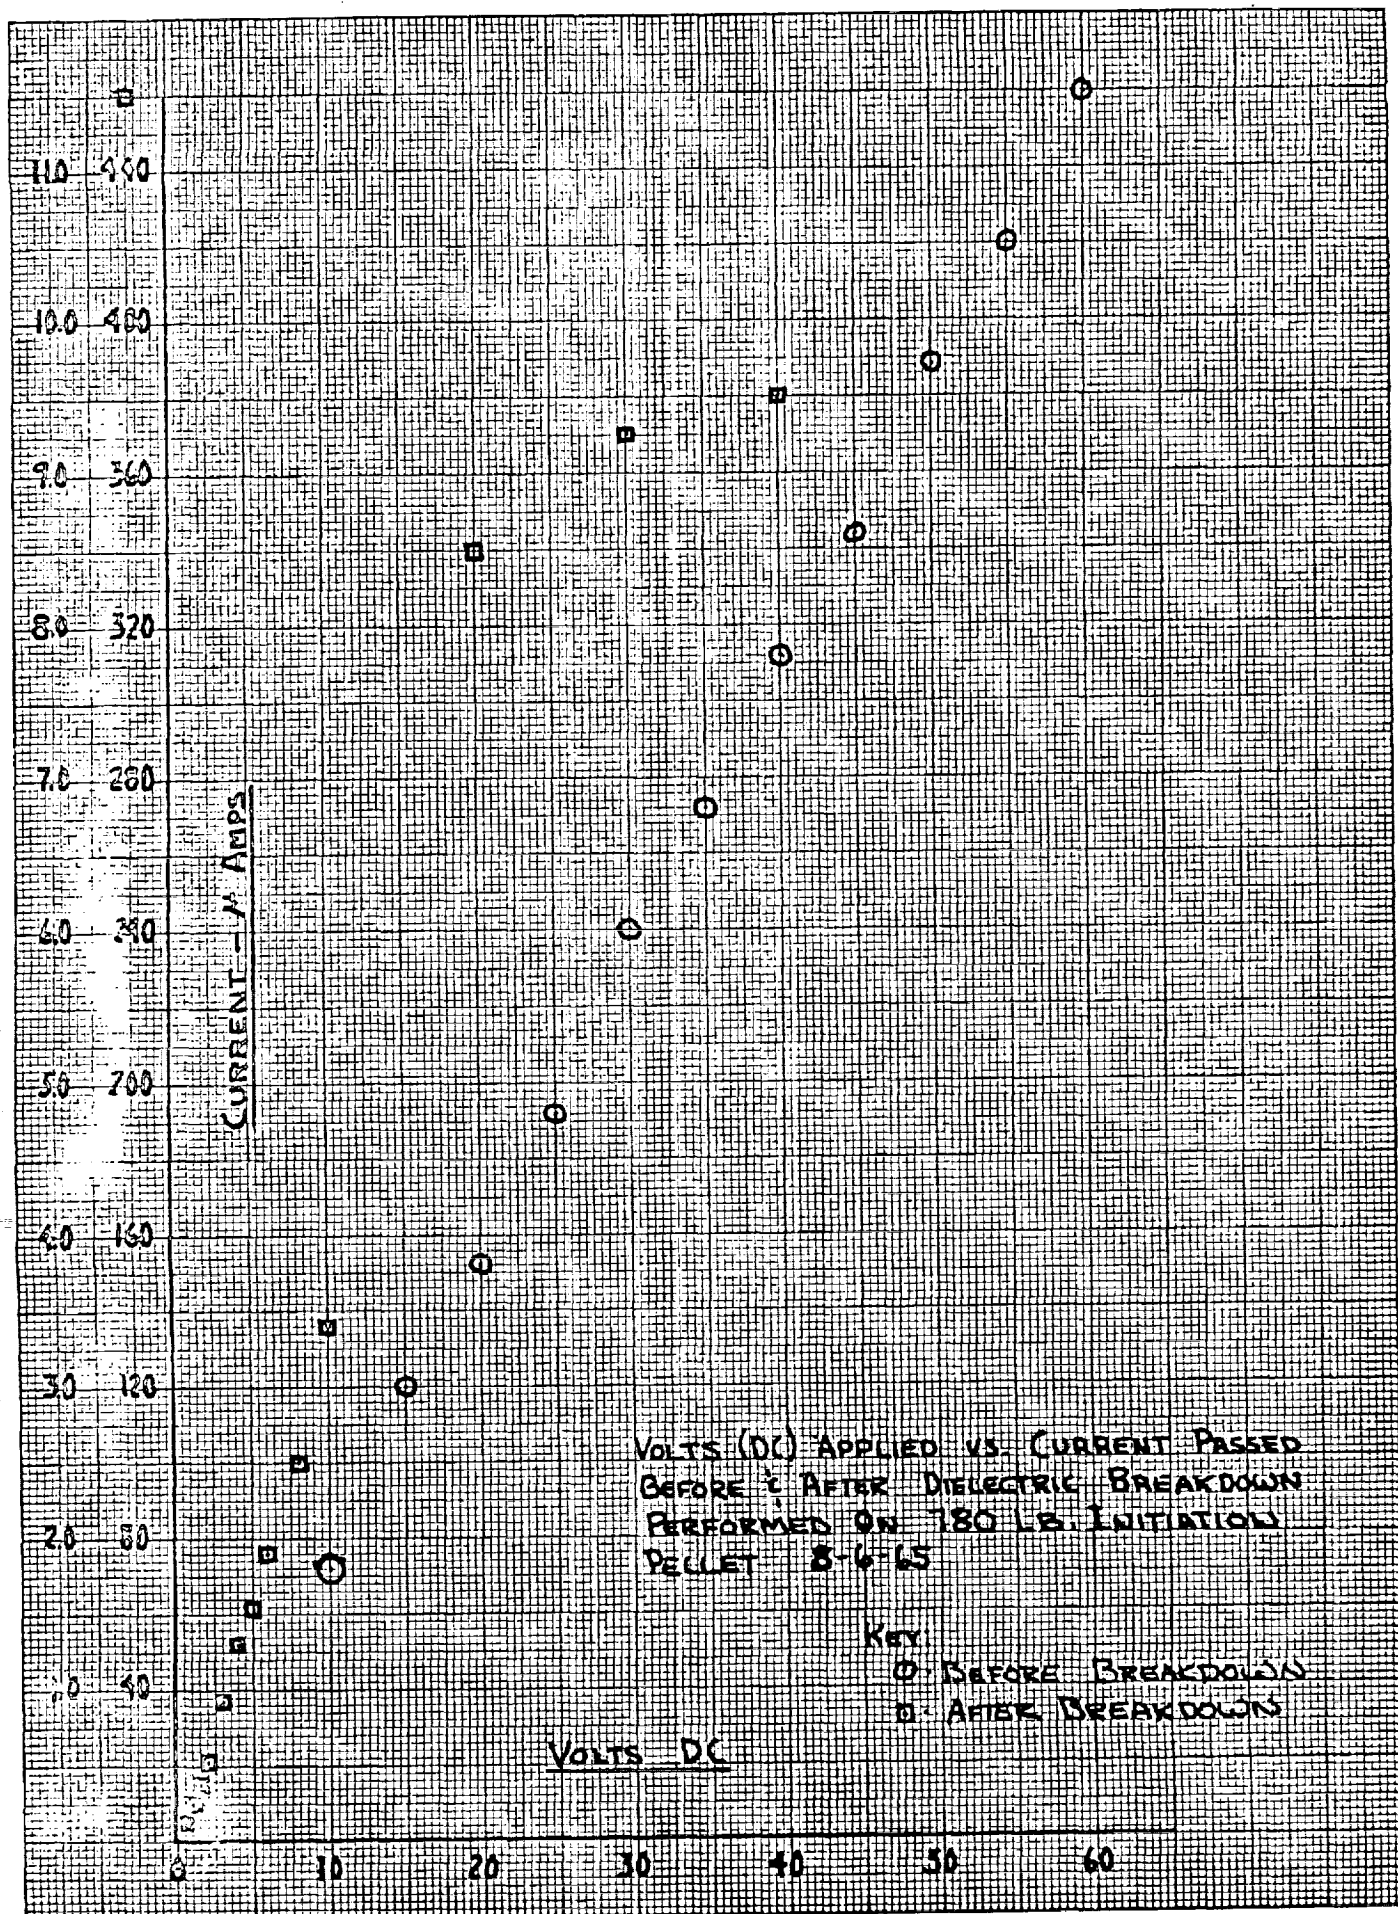 11.0 440
10.0 400
9.0 360
8.0 320
7.0 280
6.0 240
5.0 200
4.0 160
3.0 120
2.0 80
1.0 40
CURRENT - μ AMPS
VOLTS (DC) APPLIED VS. CURRENT PASSED
BEFORE & AFTER DIELECTRIC BREAKDOWN
PERFORMED ON 780 LB. INITIATION
PELLET 8-6-65
KEY:
O - BEFORE BREAKDOWN
□ - AFTER BREAKDOWN
VOLTS DC
0 10 20 30 40 50 60